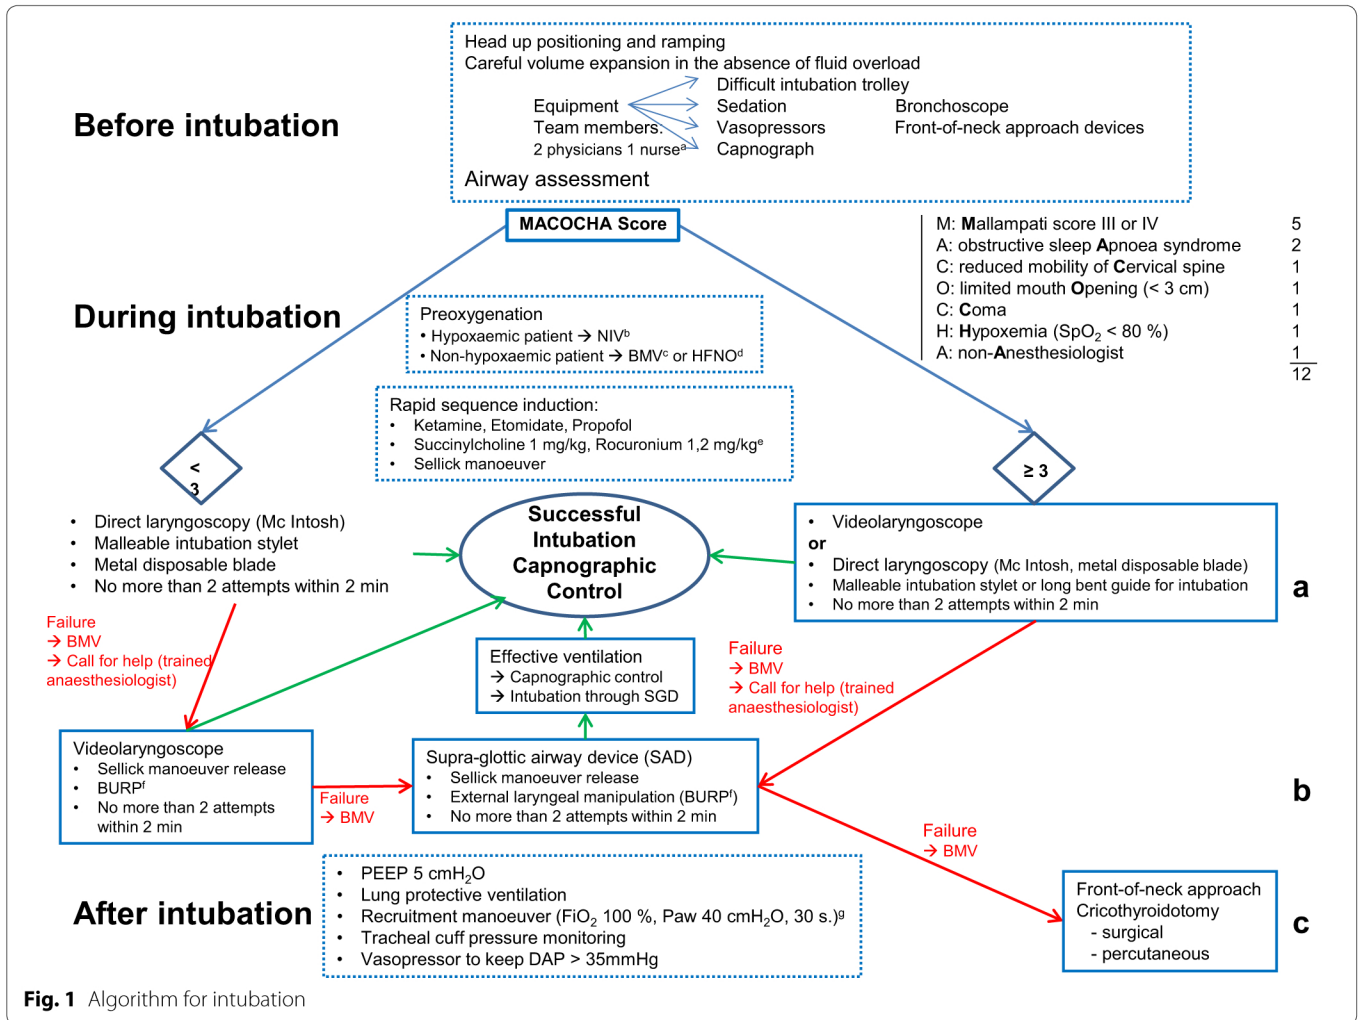 Head up positioning and ramping
Careful volume expansion in the absence of fluid overload
Difficult intubation trolley
Equipment Sedation Bronchoscope
Before intubation
Team members: Vasopressors Front-of-neck approach devices
2 physicians 1 nurseᵃ Capnograph
Airway assessment
MACOCHA Score
M: Mallampati score III or IV 5
A: obstructive sleep Apnoea syndrome 2
C: reduced mobility of Cervical spine 1
O: limited mouth Opening (< 3 cm) 1
C: Coma 1
H: Hypoxemia (SpO₂ < 80 %) 1
A: non-Anesthesiologist 1
12
During intubation
Preoxygenation
• Hypoxaemic patient → NIVᵇ
• Non-hypoxaemic patient → BMVᶜ or HFNOᵈ
Rapid sequence induction:
• Ketamine, Etomidate, Propofol
• Succinylcholine 1 mg/kg, Rocuronium 1,2 mg/kgᵉ
• Sellick manoeuver
<
3
≥ 3
• Direct laryngoscopy (Mc Intosh)
• Malleable intubation stylet
• Metal disposable blade
• No more than 2 attempts within 2 min
Successful
Intubation
Capnographic
Control
• Videolaryngoscope
or
• Direct laryngoscopy (Mc Intosh, metal disposable blade)
• Malleable intubation stylet or long bent guide for intubation
• No more than 2 attempts within 2 min
a
Failure
→ BMV
→ Call for help (trained
anaesthesiologist)
Effective ventilation
→ Capnographic control
→ Intubation through SGD
Failure
→ BMV
→ Call for help (trained
anaesthesiologist)
Videolaryngoscope
• Sellick manoeuver release
• BURPᶠ
• No more than 2 attempts
within 2 min
Failure
→ BMV
Supra-glottic airway device (SAD)
• Sellick manoeuver release
• External laryngeal manipulation (BURPᶠ)
• No more than 2 attempts within 2 min
b
Failure
→ BMV
After intubation
• PEEP 5 cmH₂O
• Lung protective ventilation
• Recruitment manoeuver (FiO₂ 100 %, Paw 40 cmH₂O, 30 s.)ᵍ
• Tracheal cuff pressure monitoring
• Vasopressor to keep DAP > 35mmHg
Front-of-neck approach
Cricothyroidotomy
- surgical
- percutaneous
c
Fig. 1 Algorithm for intubation